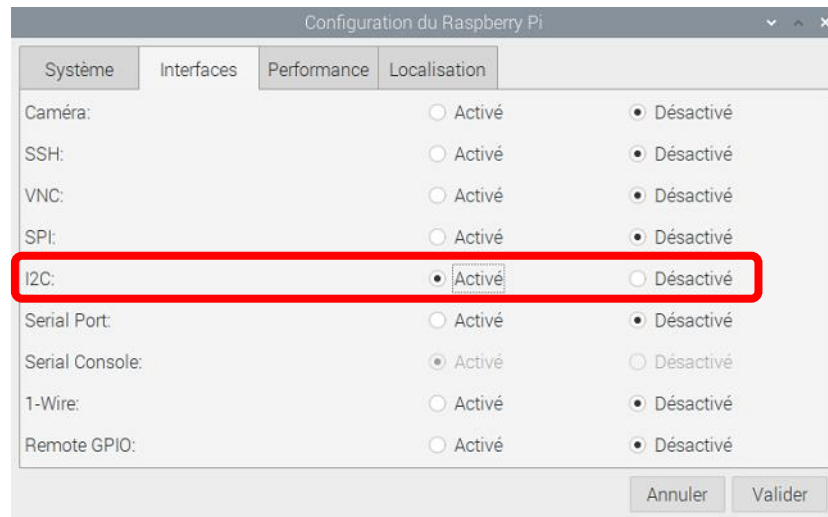 Configuration du Raspberry Pi
Système Interfaces Performance Localisation
Caméra: Activé Désactivé
SSH: Activé Désactivé
VNC: Activé Désactivé
SPI: Activé Désactivé
I2C: Activé Désactivé
Serial Port: Activé Désactivé
Serial Console: Activé Désactivé
1-Wire: Activé Désactivé
Remote GPIO: Activé Désactivé
Annuler Valider